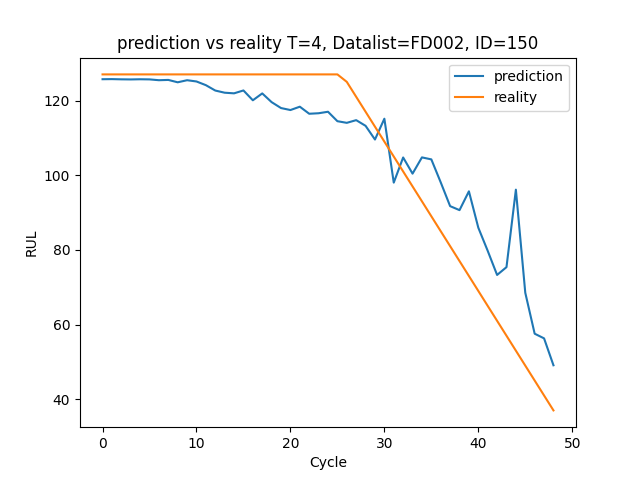 prediction vs reality T=4, Datalist=FD002, ID=150
prediction
reality
RUL
120
100
80
60
40
0 10 20 30 40 50
Cycle